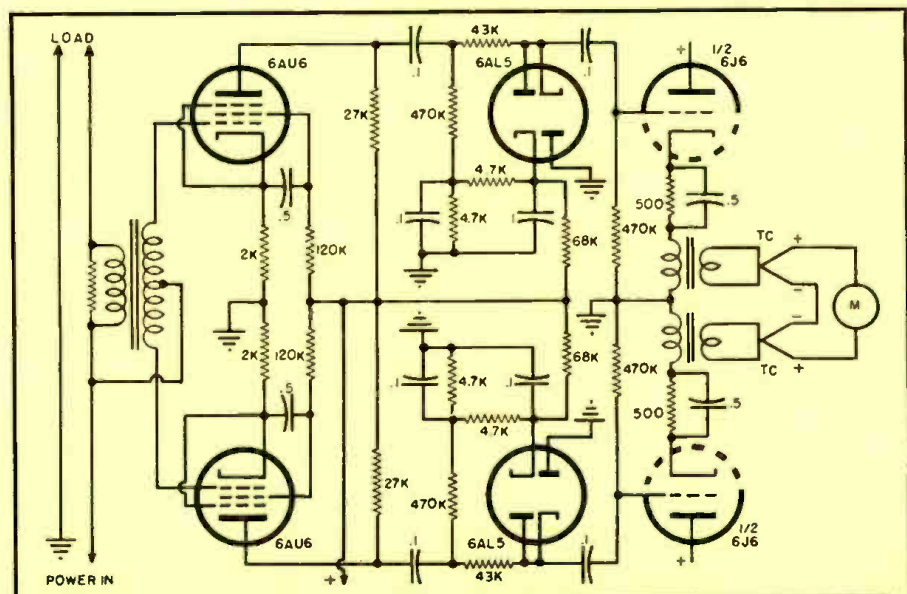 LOAD
6AU6
.5
2K
120K
2K
120K
.5
6AU6
POWER IN
+
27K
27K
.1
43K
470K
6AL5
.1
4.7K
.1
4.7K
.1
68K
.1
4.7K
.1
68K
4.7K
470K
6AL5
.1
43K
.1
+
1/2
6J6
500
.5
470K
TC
+
-
M
-
+
TC
470K
500
.5
1/2
6J6
+